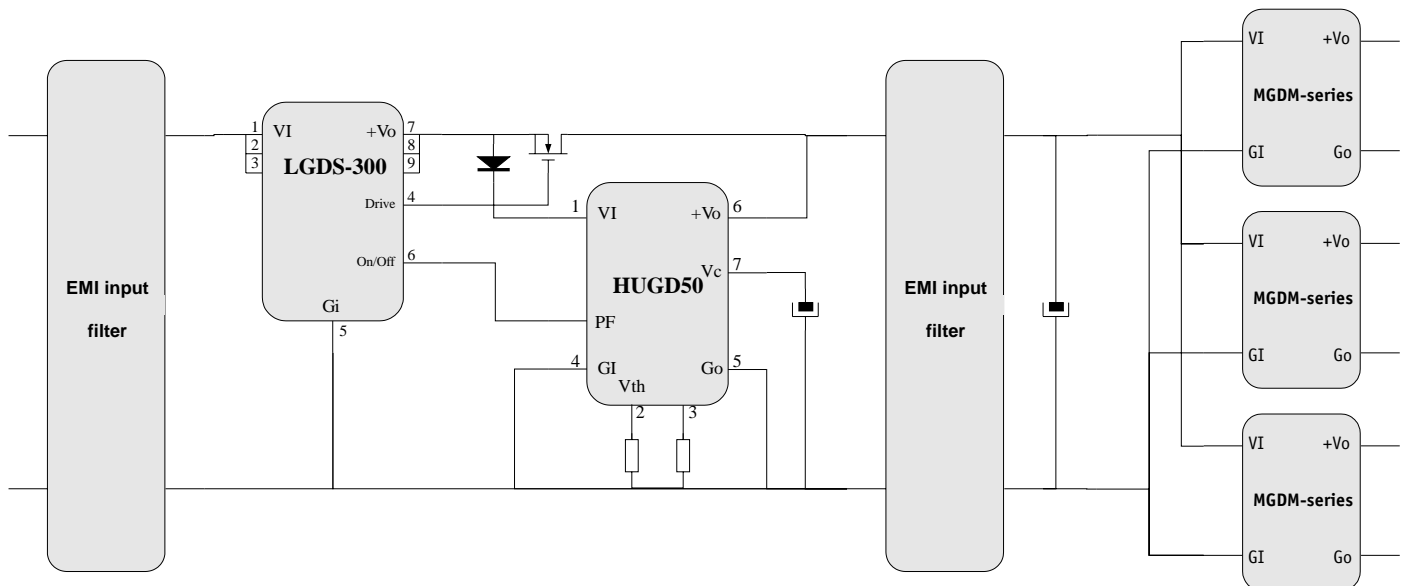 EMI input
filter
1
2
3
VI
+Vo
7
8
9
LGDS-300
Drive
4
On/Off
6
Gi
5
1
VI
+Vo
6
Vc
7
HUGD50
PF
4
GI
Go
5
Vth
2
3
EMI input
filter
VI
+Vo
MGDM-series
GI
Go
VI
+Vo
MGDM-series
GI
Go
VI
+Vo
MGDM-series
GI
Go